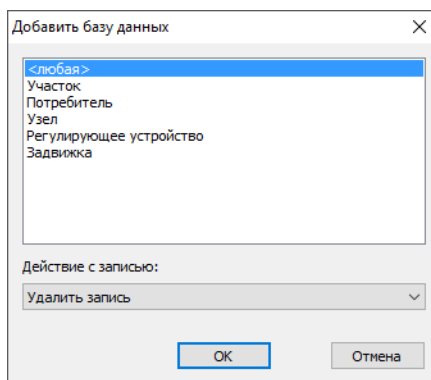 Добавить базу данных
<любая>
Участок
Потребитель
Узел
Регулирующее устройство
Задвижка
Действие с записью:
Удалить запись
OK
Отмена